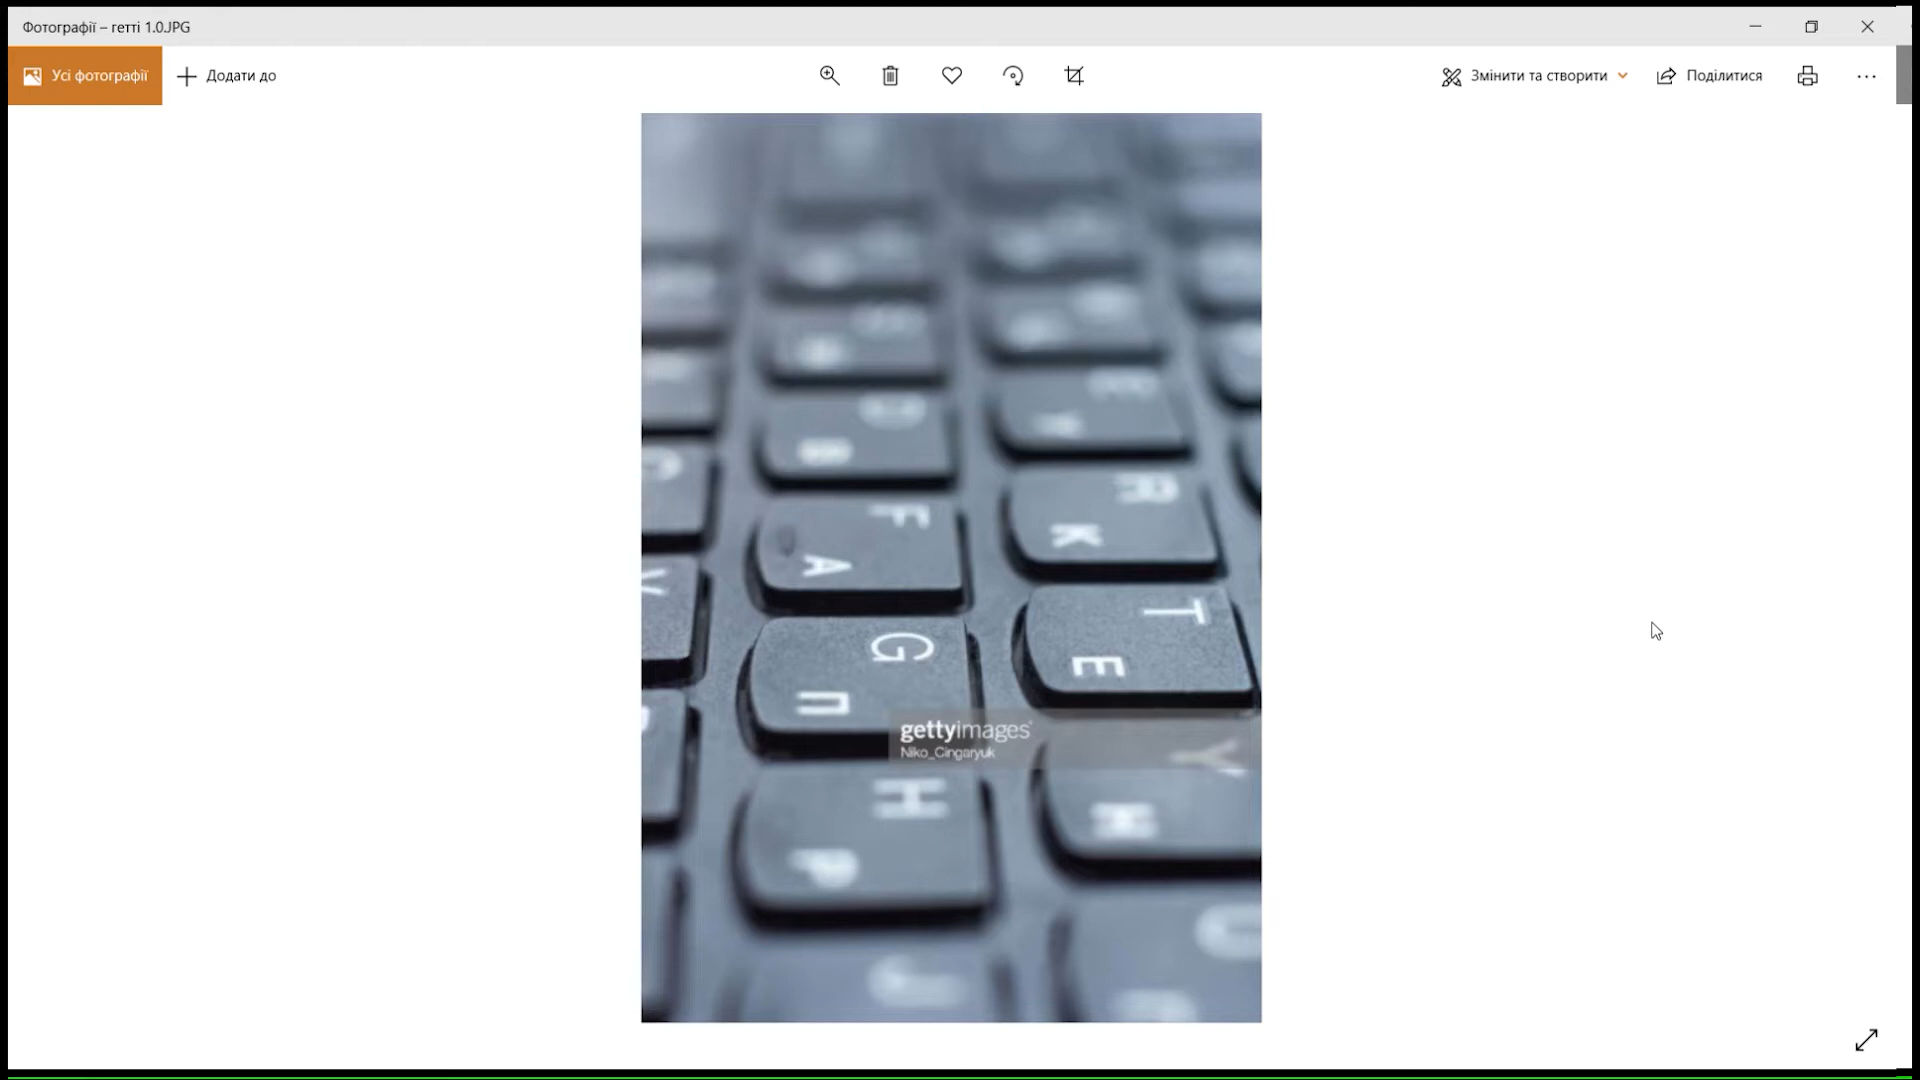 Фотографії – гетті 1.0.JPG
Усі фотографії
Додати до
Змінити та створити
Поділитися
F
А
R
К
G
П
T
Е
gettyimages
Niko_Cingaryuk
H
Р
Y
Н
J